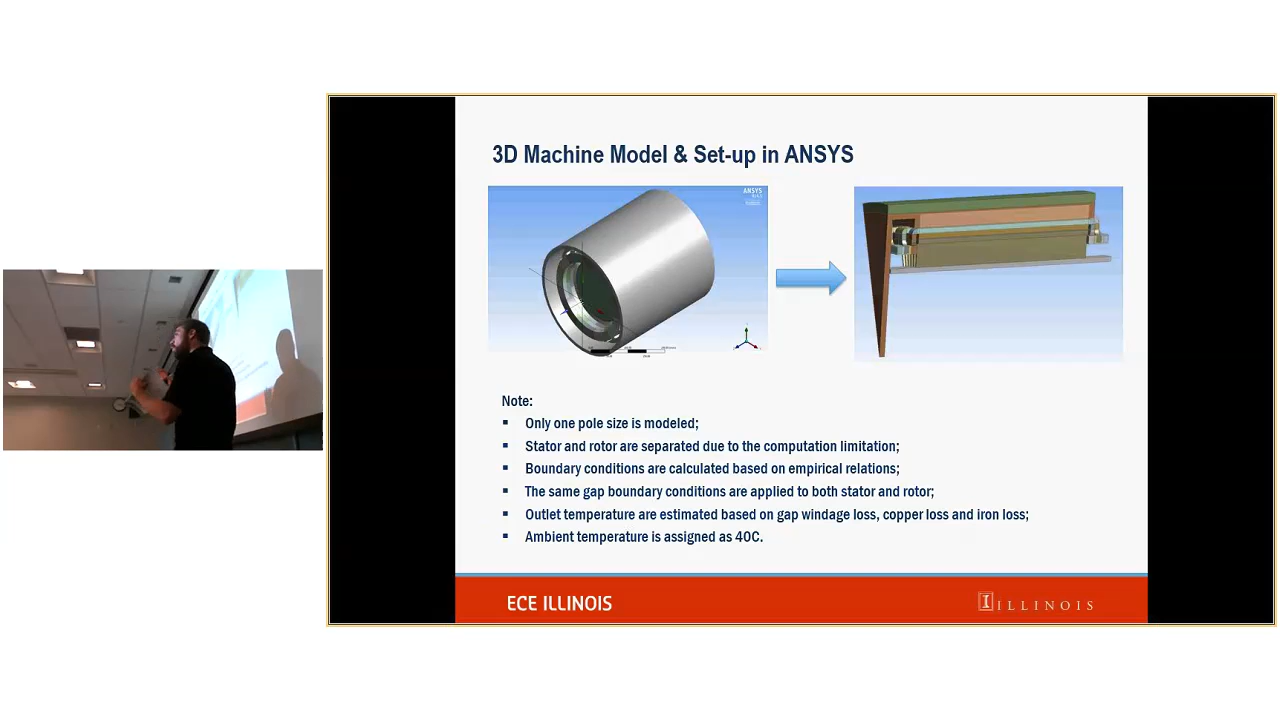 3D Machine Model & Set-up in ANSYS
ANSYS
Note:
▪ Only one pole size is modeled;
▪ Stator and rotor are separated due to the computation limitation;
▪ Boundary conditions are calculated based on empirical relations;
▪ The same gap boundary conditions are applied to both stator and rotor;
▪ Outlet temperature are estimated based on gap windage loss, copper loss and iron loss;
▪ Ambient temperature is assigned as 40C.
ECE ILLINOIS
I ILLINOIS